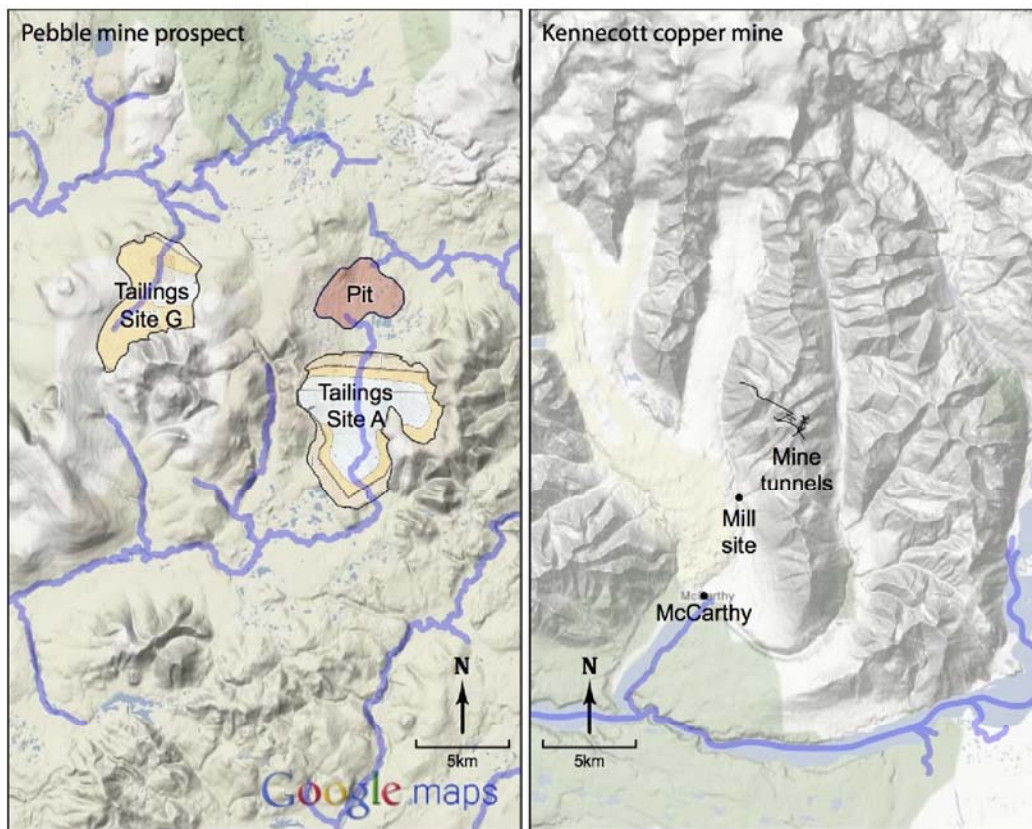 Pebble mine prospect
Tailings
Site G
Pit
Tailings
Site A
N
5km
Google maps
Kennecott copper mine
Mine
tunnels
Mill
site
McCarthy
McCarthy
N
5km